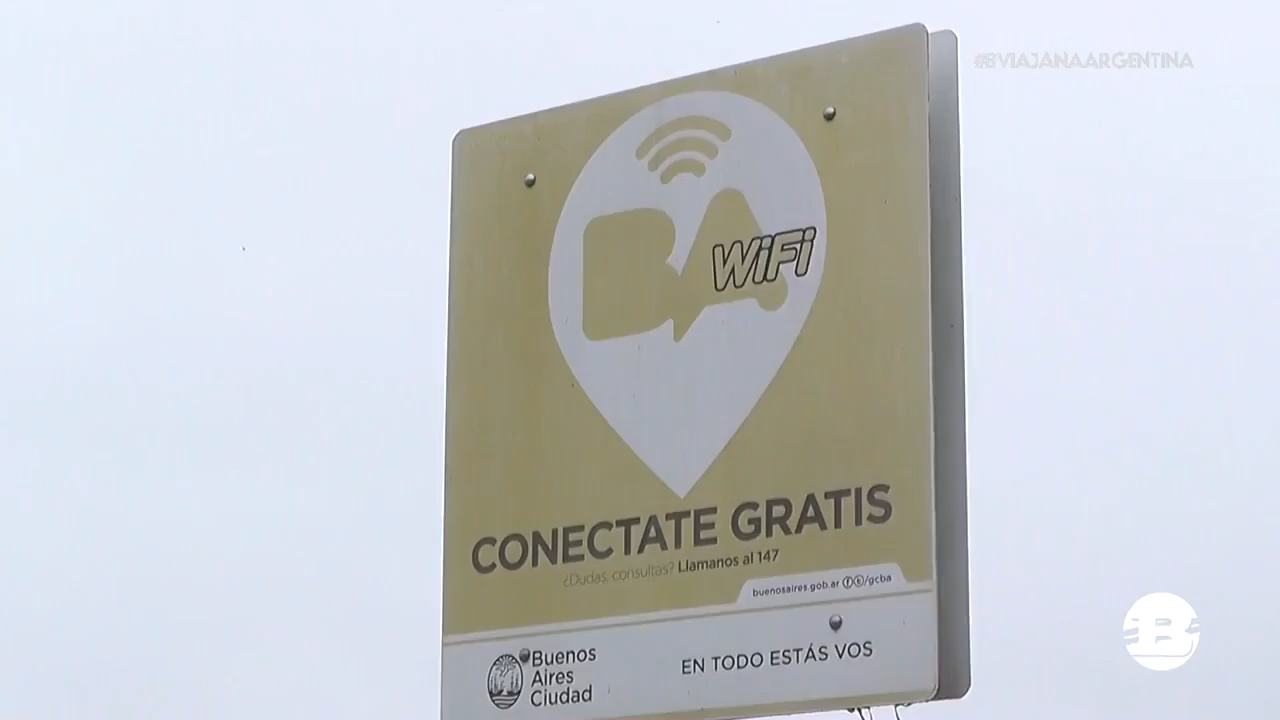 #BVIAJANAARGENTINA
BA
WiFi
CONECTATE GRATIS
¿Dudas, consultas? Llamanos al 147
buenosaires.gob.ar /gcba
Buenos
Aires
Ciudad
EN TODO ESTÁS VOS
B